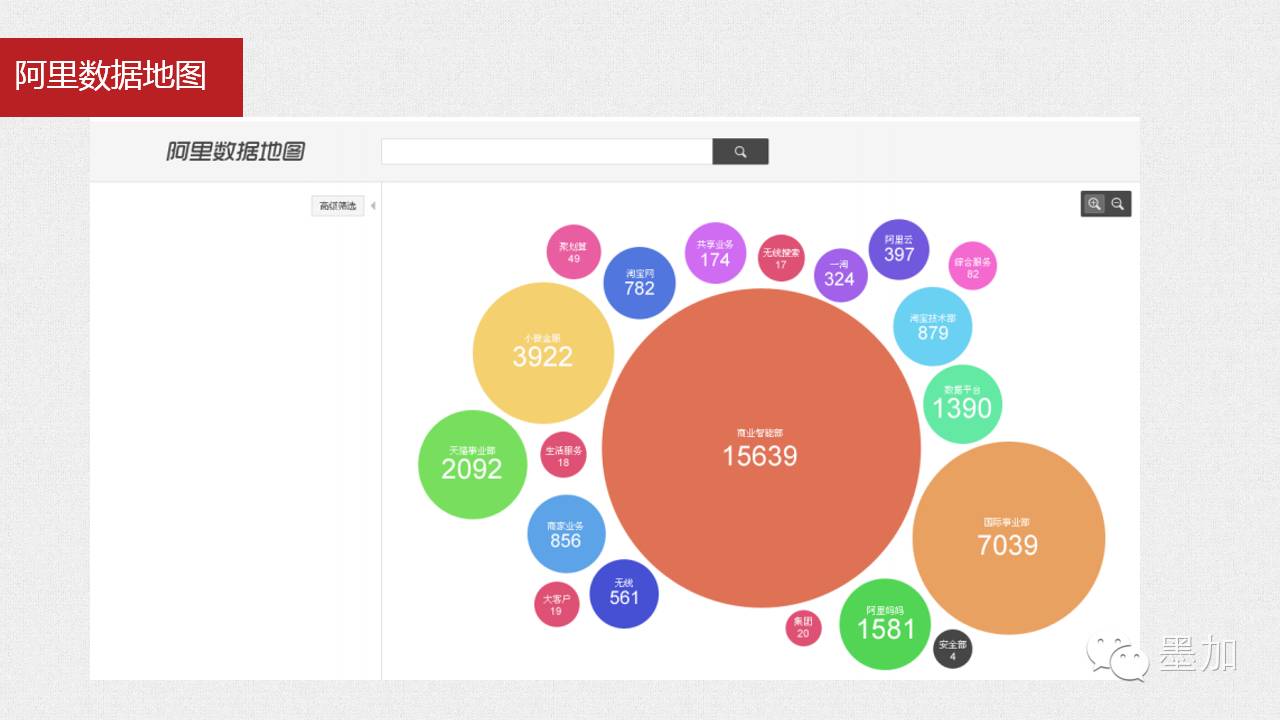 阿里数据地图
阿里数据地图
高级筛选
聚划算
49
淘宝网
782
共享业务
174
无线搜索
17
一淘
324
阿里云
397
综合服务
82
小微金服
3922
淘宝技术部
879
数据平台
1390
天猫事业部
2092
生活服务
18
商业智能部
15639
商家业务
856
国际事业部
7039
无线
561
大客户
19
集团
20
阿里妈妈
1581
安全部
4
墨加